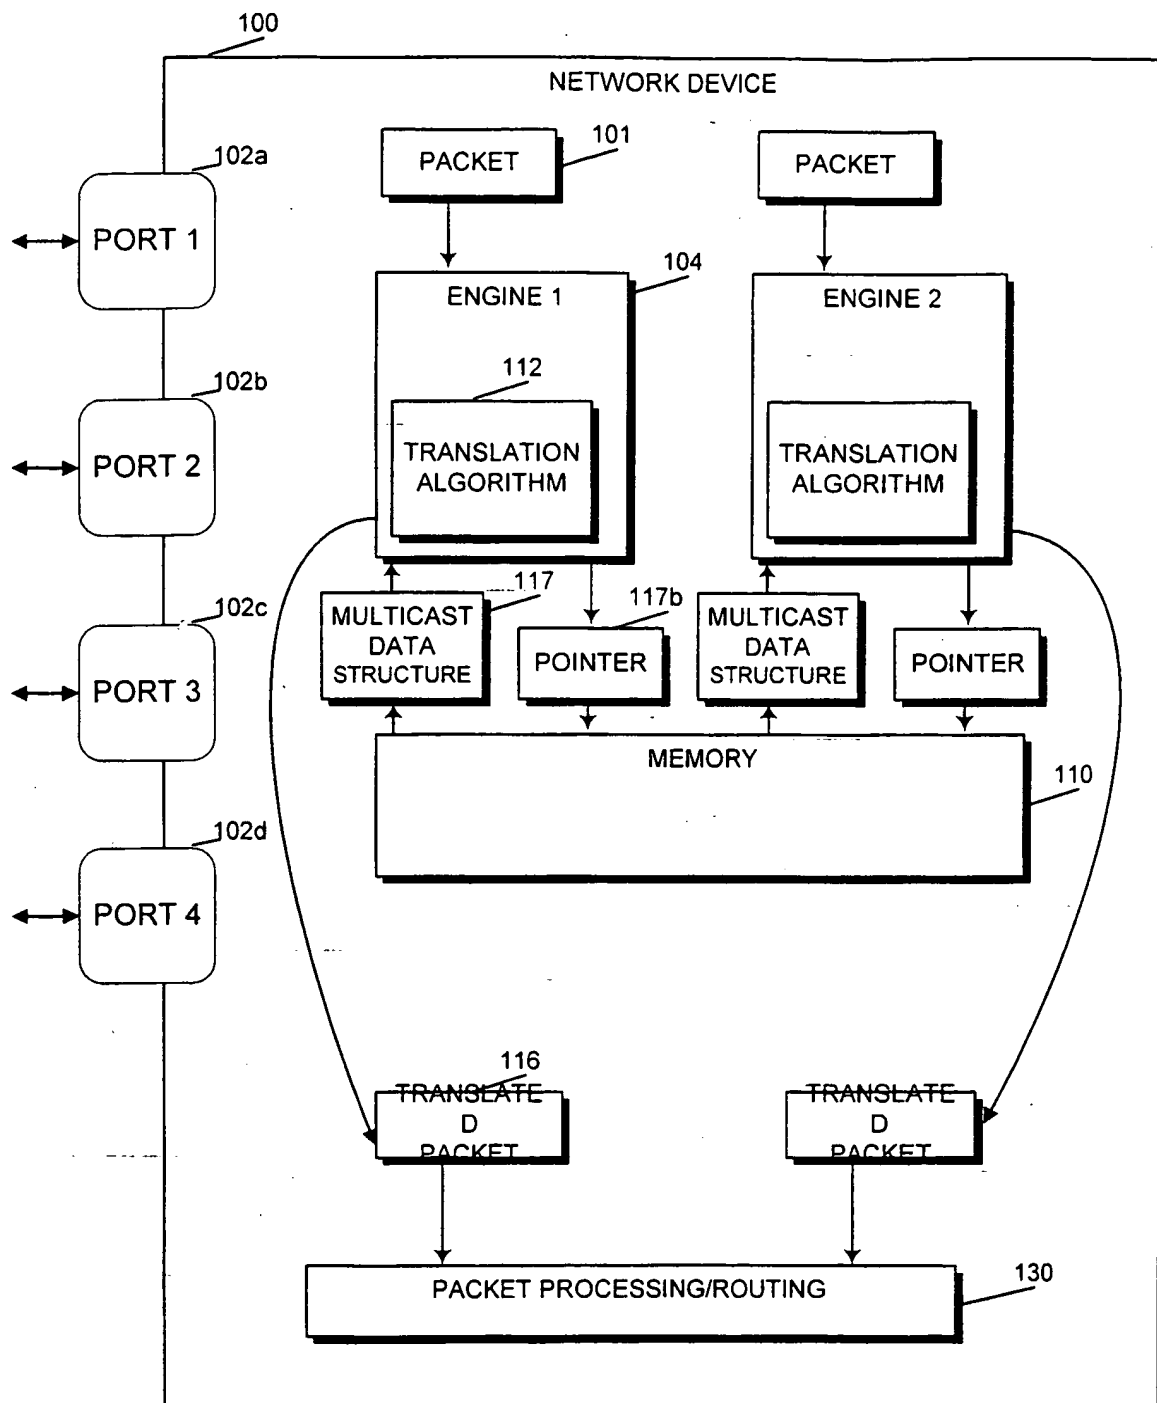 100
NETWORK DEVICE
102a
PORT 1
102b
PORT 2
102c
PORT 3
102d
PORT 4
PACKET
101
PACKET
ENGINE 1
104
ENGINE 2
112
TRANSLATION
ALGORITHM
TRANSLATION
ALGORITHM
MULTICAST
DATA
STRUCTURE
117
117b
POINTER
MULTICAST
DATA
STRUCTURE
POINTER
MEMORY
110
116
TRANSLATE
D
PACKET
TRANSLATE
D
PACKET
PACKET PROCESSING/ROUTING
130